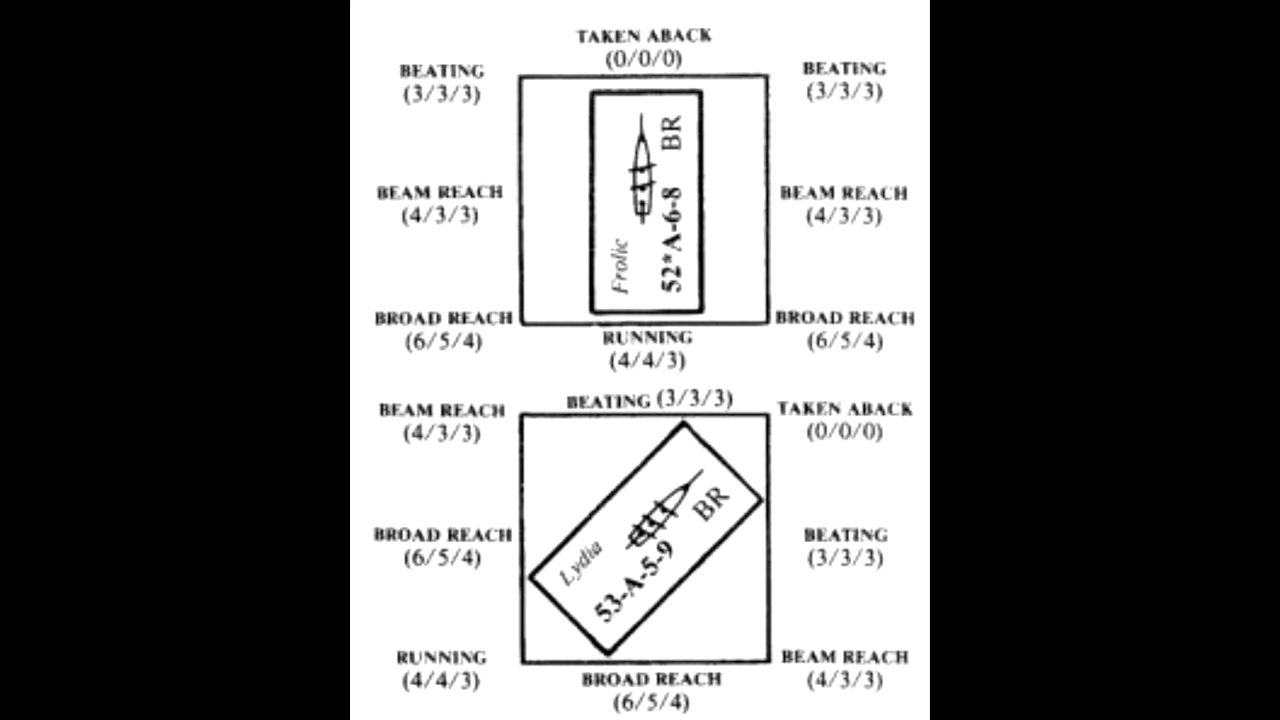 TAKEN ABACK
(0/0/0)
BEATING
(3/3/3)
BEATING
(3/3/3)
BEAM REACH
(4/3/3)
Frolic
52*A-6-8
BR
BEAM REACH
(4/3/3)
BROAD REACH
(6/5/4)
RUNNING
(4/4/3)
BROAD REACH
(6/5/4)
BEAM REACH
(4/3/3)
BEATING (3/3/3)
TAKEN ABACK
(0/0/0)
BROAD REACH
(6/5/4)
Lydia
53-A-5-9
BR
BEATING
(3/3/3)
RUNNING
(4/4/3)
BROAD REACH
(6/5/4)
BEAM REACH
(4/3/3)